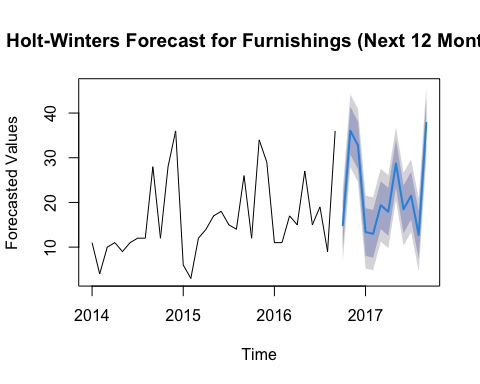 Holt-Winters Forecast for Furnishings (Next 12 Mont
Forecasted Values
40
30
20
10
2014 2015 2016 2017
Time